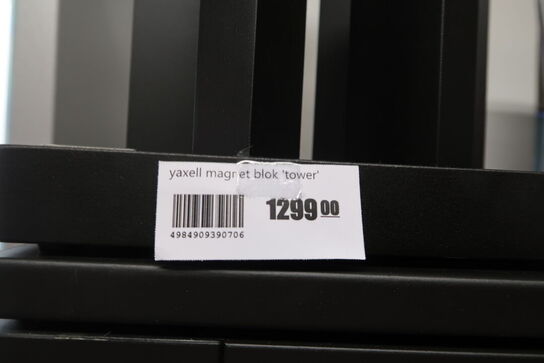 yaxell magnet blok 'tower'
1299 00
4984909390706